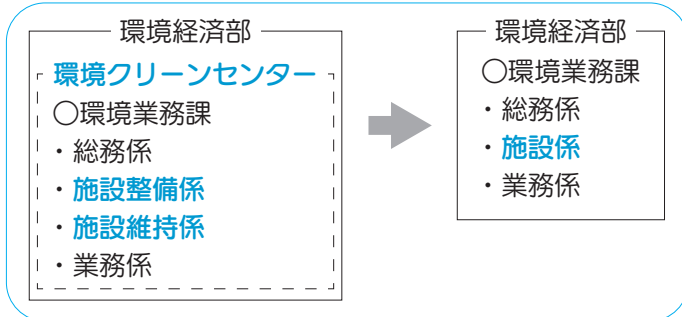 環境経済部
環境クリーンセンター
〇環境業務課
・総務係
・施設整備係
・施設維持係
・業務係
環境経済部
〇環境業務課
・総務係
・施設係
・業務係